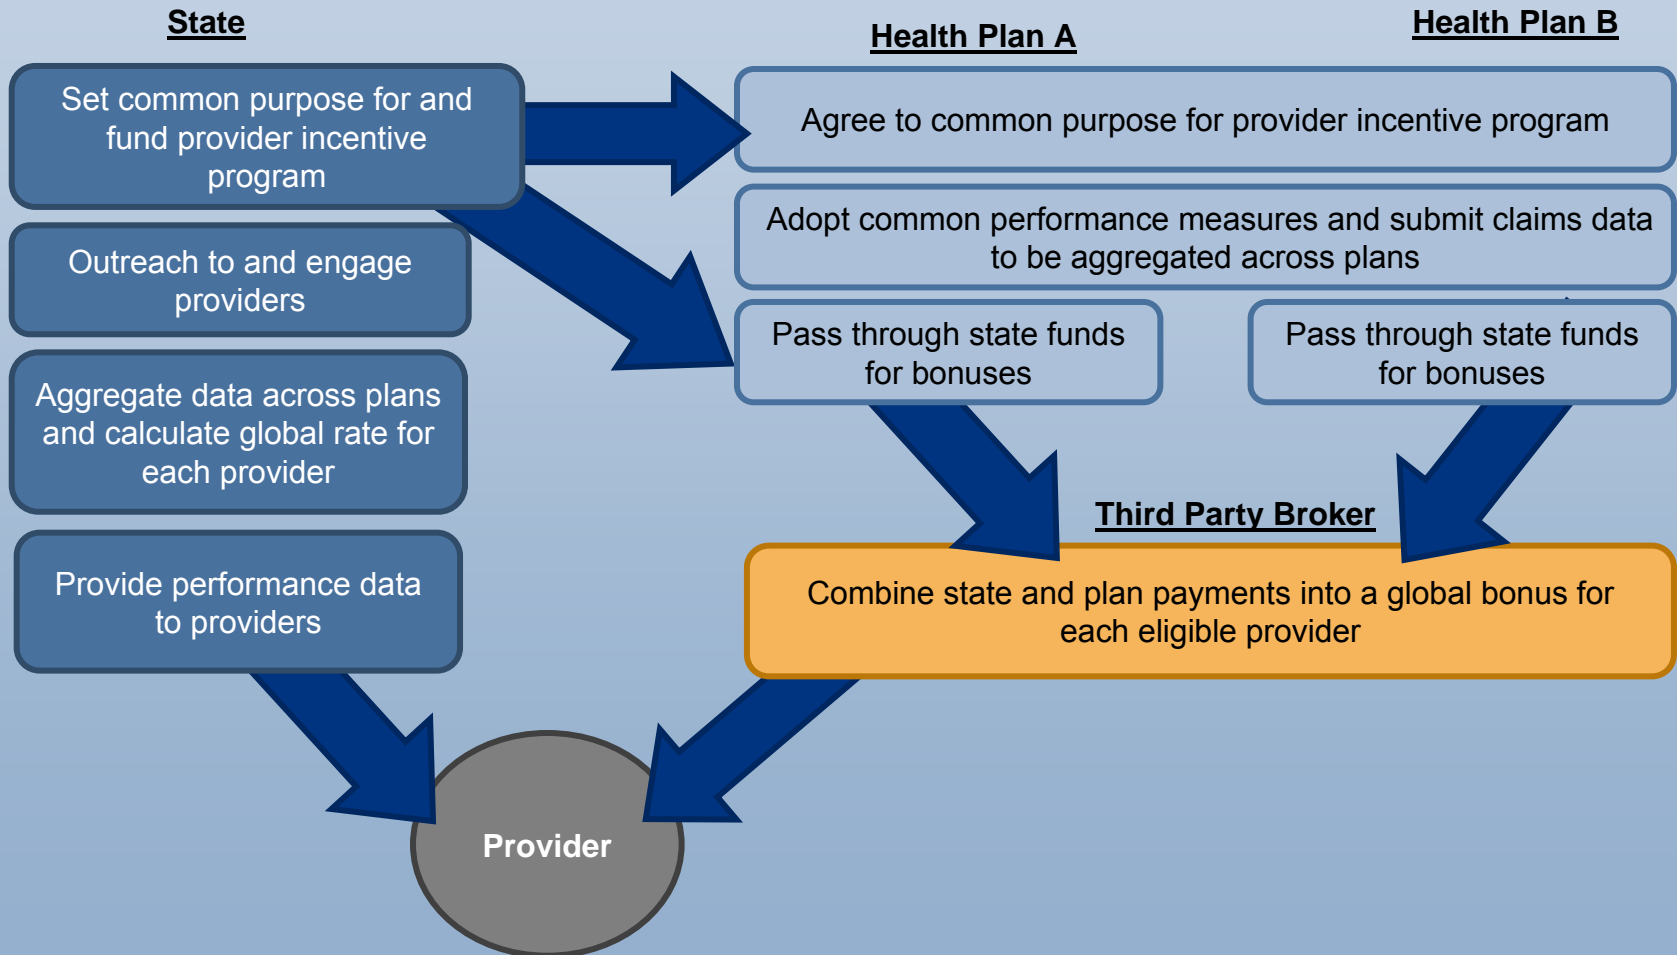 State
Health Plan A
Health Plan B
Set common purpose for and
fund provider incentive
program
Agree to common purpose for provider incentive program
Outreach to and engage
providers
Adopt common performance measures and submit claims data
to be aggregated across plans
Pass through state funds
for bonuses
Pass through state funds
for bonuses
Aggregate data across plans
and calculate global rate for
each provider
Third Party Broker
Provide performance data
to providers
Combine state and plan payments into a global bonus for
each eligible provider
Provider